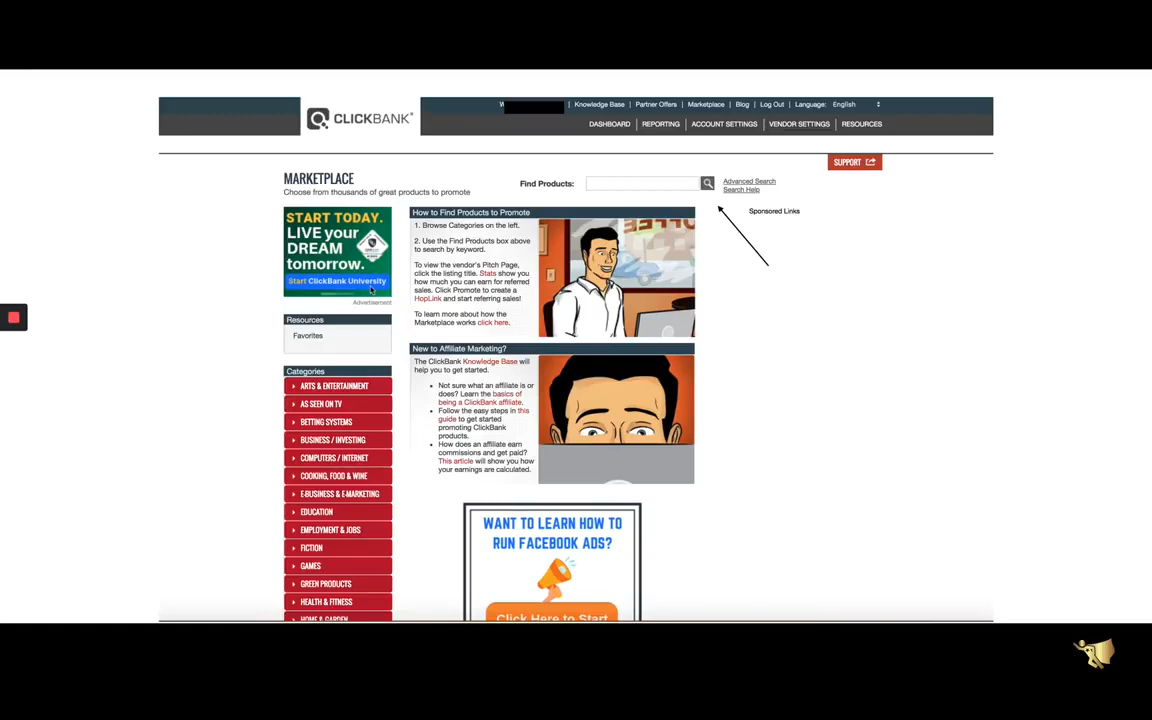 W
Knowledge Base | Partner Offers | Marketplace | Blog | Log Out | Language: English
CLICKBANK
DASHBOARD | REPORTING | ACCOUNT SETTINGS | VENDOR SETTINGS | RESOURCES
SUPPORT
MARKETPLACE
Choose from thousands of great products to promote
Find Products:
Advanced Search
Search Help
Sponsored Links
START TODAY.
LIVE your
DREAM
tomorrow.
Start ClickBank University
Advertisement
Resources
Favorites
Categories
ARTS & ENTERTAINMENT
AS SEEN ON TV
BETTING SYSTEMS
BUSINESS / INVESTING
COMPUTERS / INTERNET
COOKING, FOOD & WINE
E-BUSINESS & E-MARKETING
EDUCATION
EMPLOYMENT & JOBS
FICTION
GAMES
GREEN PRODUCTS
HEALTH & FITNESS
HOME & GARDEN
How to Find Products to Promote
1. Browse Categories on the left.
2. Use the Find Products box above
to search by keyword.
To view the vendor's Pitch Page,
click the listing title. Stats show you
how much you can earn for referred
sales. Click Promote to create a
HopLink and start referring sales!
To learn more about how the
Marketplace works click here.
New to Affiliate Marketing?
The ClickBank Knowledge Base will
help you to get started.
• Not sure what an affiliate is or
does? Learn the basics of
being a ClickBank affiliate.
• Follow the easy steps in this
guide to get started
promoting ClickBank
products.
• How does an affiliate earn
commissions and get paid?
This article will show you how
your earnings are calculated.
WANT TO LEARN HOW TO
RUN FACEBOOK ADS?
Click Here to Start